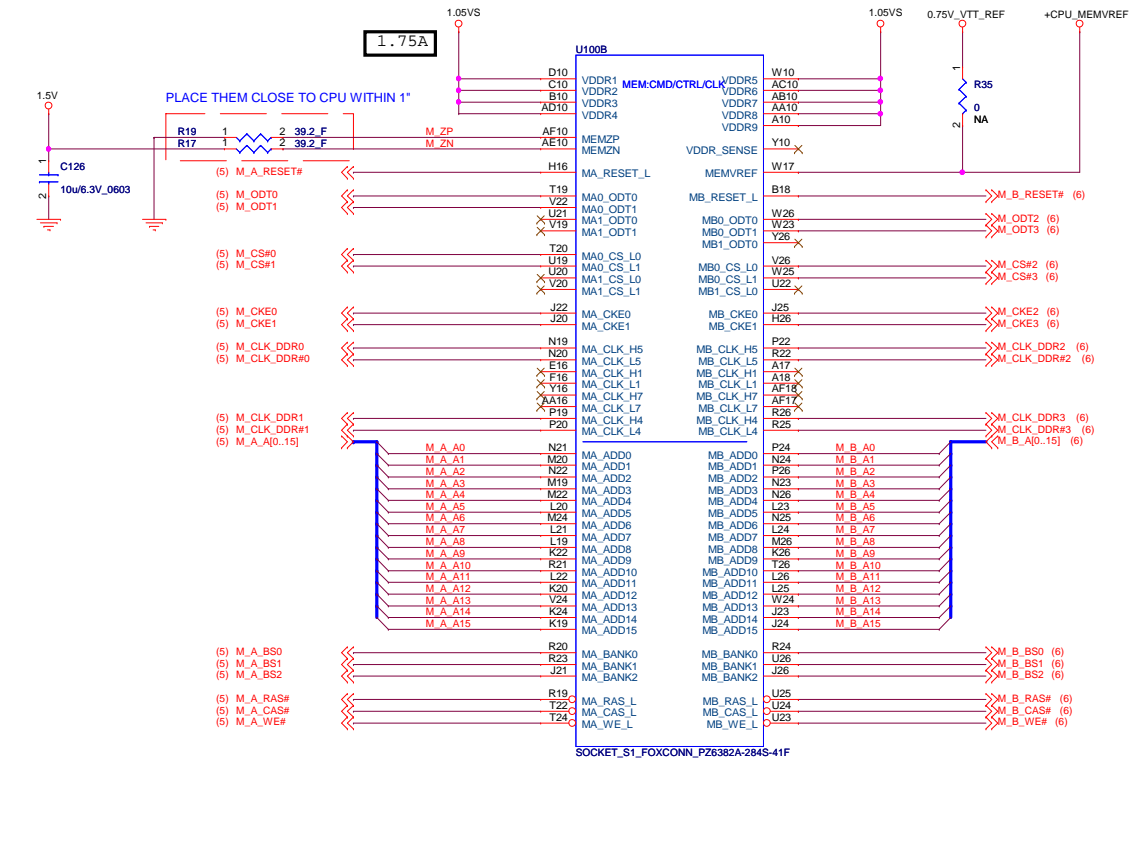 1.05VS
1.05VS
0.75V_VTT_REF
+CPU_MEMVREF
1.75A
U100B
MEM:CMD/CTRL/CLK
1.5V
PLACE THEM CLOSE TO CPU WITHIN 1"
D10 VDDR1 VDDR5 W10
C10 VDDR2 VDDR6 AC10
B10 VDDR3 VDDR7 AB10
AD10 VDDR4 VDDR8 AA10
VDDR9 A10
1 R35 0 NA 2
R19 1 2 39.2_F M_ZP AF10 MEMZP
R17 1 2 39.2_F M_ZN AE10 MEMZN VDDR_SENSE Y10
1 C126 10u/6.3V_0603 2
MEMVREF W17
(5) M_A_RESET# H16 MA_RESET_L
MB_RESET_L B18 M_B_RESET# (6)
(5) M_ODT0 T19 MA0_ODT0
(5) M_ODT1 V22 MA0_ODT1
U21 MA1_ODT0 MB0_ODT0 W26 M_ODT2 (6)
V19 MA1_ODT1 MB0_ODT1 W23 M_ODT3 (6)
MB1_ODT0 Y26
(5) M_CS#0 T20 MA0_CS_L0
(5) M_CS#1 U19 MA0_CS_L1 MB0_CS_L0 V26 M_CS#2 (6)
U20 MA1_CS_L0 MB0_CS_L1 W25 M_CS#3 (6)
V20 MA1_CS_L1 MB1_CS_L0 U22
(5) M_CKE0 J22 MA_CKE0 MB_CKE0 J25 M_CKE2 (6)
(5) M_CKE1 J20 MA_CKE1 MB_CKE1 H26 M_CKE3 (6)
(5) M_CLK_DDR0 N19 MA_CLK_H5 MB_CLK_H5 P22 M_CLK_DDR2 (6)
(5) M_CLK_DDR#0 N20 MA_CLK_L5 MB_CLK_L5 R22 M_CLK_DDR#2 (6)
E16 MA_CLK_H1 MB_CLK_H1 A17
F16 MA_CLK_L1 MB_CLK_L1 A18
Y16 MA_CLK_H7 MB_CLK_H7 AF18
AA16 MA_CLK_L7 MB_CLK_L7 AF17
(5) M_CLK_DDR1 P19 MA_CLK_H4 MB_CLK_H4 R26 M_CLK_DDR3 (6)
(5) M_CLK_DDR#1 P20 MA_CLK_L4 MB_CLK_L4 R25 M_CLK_DDR#3 (6)
(5) M_A_A[0..15] M_B_A[0..15] (6)
M_A_A0 N21 MA_ADD0 MB_ADD0 P24 M_B_A0
M_A_A1 M20 MA_ADD1 MB_ADD1 N24 M_B_A1
M_A_A2 N22 MA_ADD2 MB_ADD2 P26 M_B_A2
M_A_A3 M19 MA_ADD3 MB_ADD3 N23 M_B_A3
M_A_A4 M22 MA_ADD4 MB_ADD4 N26 M_B_A4
M_A_A5 L20 MA_ADD5 MB_ADD5 L23 M_B_A5
M_A_A6 M24 MA_ADD6 MB_ADD6 N25 M_B_A6
M_A_A7 L21 MA_ADD7 MB_ADD7 L24 M_B_A7
M_A_A8 L19 MA_ADD8 MB_ADD8 M26 M_B_A8
M_A_A9 K22 MA_ADD9 MB_ADD9 K26 M_B_A9
M_A_A10 R21 MA_ADD10 MB_ADD10 T26 M_B_A10
M_A_A11 L22 MA_ADD11 MB_ADD11 L26 M_B_A11
M_A_A12 K20 MA_ADD12 MB_ADD12 L25 M_B_A12
M_A_A13 V24 MA_ADD13 MB_ADD13 W24 M_B_A13
M_A_A14 K24 MA_ADD14 MB_ADD14 J23 M_B_A14
M_A_A15 K19 MA_ADD15 MB_ADD15 J24 M_B_A15
(5) M_A_BS0 R20 MA_BANK0 MB_BANK0 R24 M_B_BS0 (6)
(5) M_A_BS1 R23 MA_BANK1 MB_BANK1 U26 M_B_BS1 (6)
(5) M_A_BS2 J21 MA_BANK2 MB_BANK2 J26 M_B_BS2 (6)
(5) M_A_RAS# R19 MA_RAS_L MB_RAS_L U25 M_B_RAS# (6)
(5) M_A_CAS# T22 MA_CAS_L MB_CAS_L U24 M_B_CAS# (6)
(5) M_A_WE# T24 MA_WE_L MB_WE_L U23 M_B_WE# (6)
SOCKET_S1_FOXCONN_PZ6382A-284S-41F